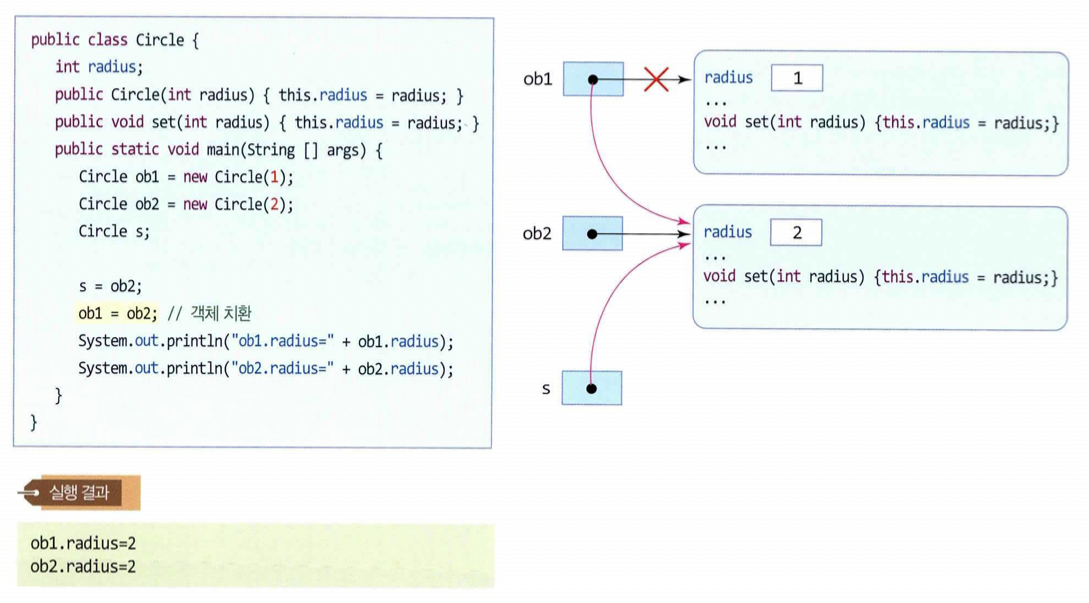 public class Circle {
int radius;
public Circle(int radius) { this.radius = radius; }
public void set(int radius) { this.radius = radius; }
public static void main(String [] args) {
Circle ob1 = new Circle(1);
Circle ob2 = new Circle(2);
Circle s;
s = ob2;
ob1 = ob2; // 객체 치환
System.out.println("ob1.radius=" + ob1.radius);
System.out.println("ob2.radius=" + ob2.radius);
}
}
실행 결과
ob1.radius=2
ob2.radius=2
ob1
radius 1
...
void set(int radius) {this.radius = radius;}
...
ob2
radius 2
...
void set(int radius) {this.radius = radius;}
...
s